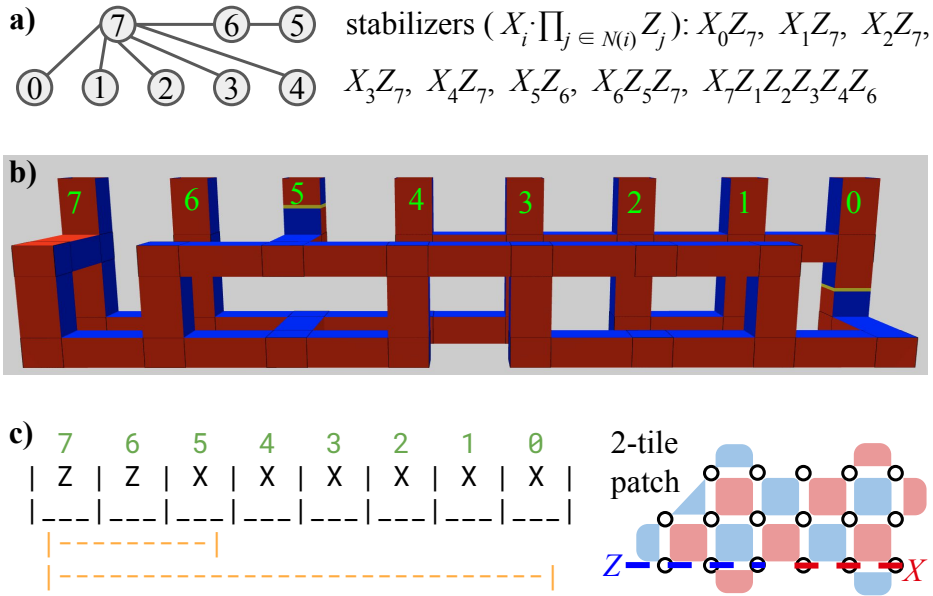 a)
7 6 5
0 1 2 3 4
stabilizers ( X_i·∏_{j ∈ N(i)} Z_j ): X_0Z_7, X_1Z_7, X_2Z_7,
X_3Z_7, X_4Z_7, X_5Z_6, X_6Z_5Z_7, X_7Z_1Z_2Z_3Z_4Z_6
b)
7 6 5 4 3 2 1 0
c)
7 6 5 4 3 2 1 0
| Z | Z | X | X | X | X | X | X |
|___|___|___|___|___|___|___|___|
|-------|
|---------------------|
2-tile
patch
Z X